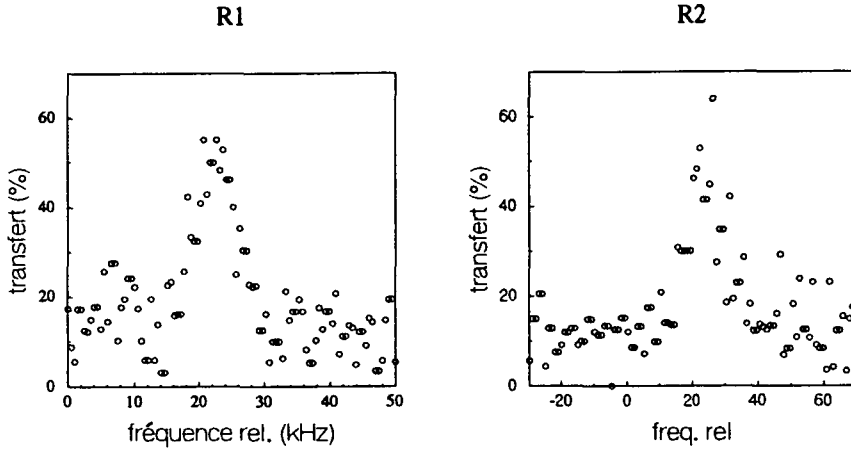 R1
R2
transfert (%)
60
40
20
0
0 10 20 30 40 50
fréquence rel. (kHz)
transfert (%)
60
40
20
0
-20 0 20 40 60
freq. rel